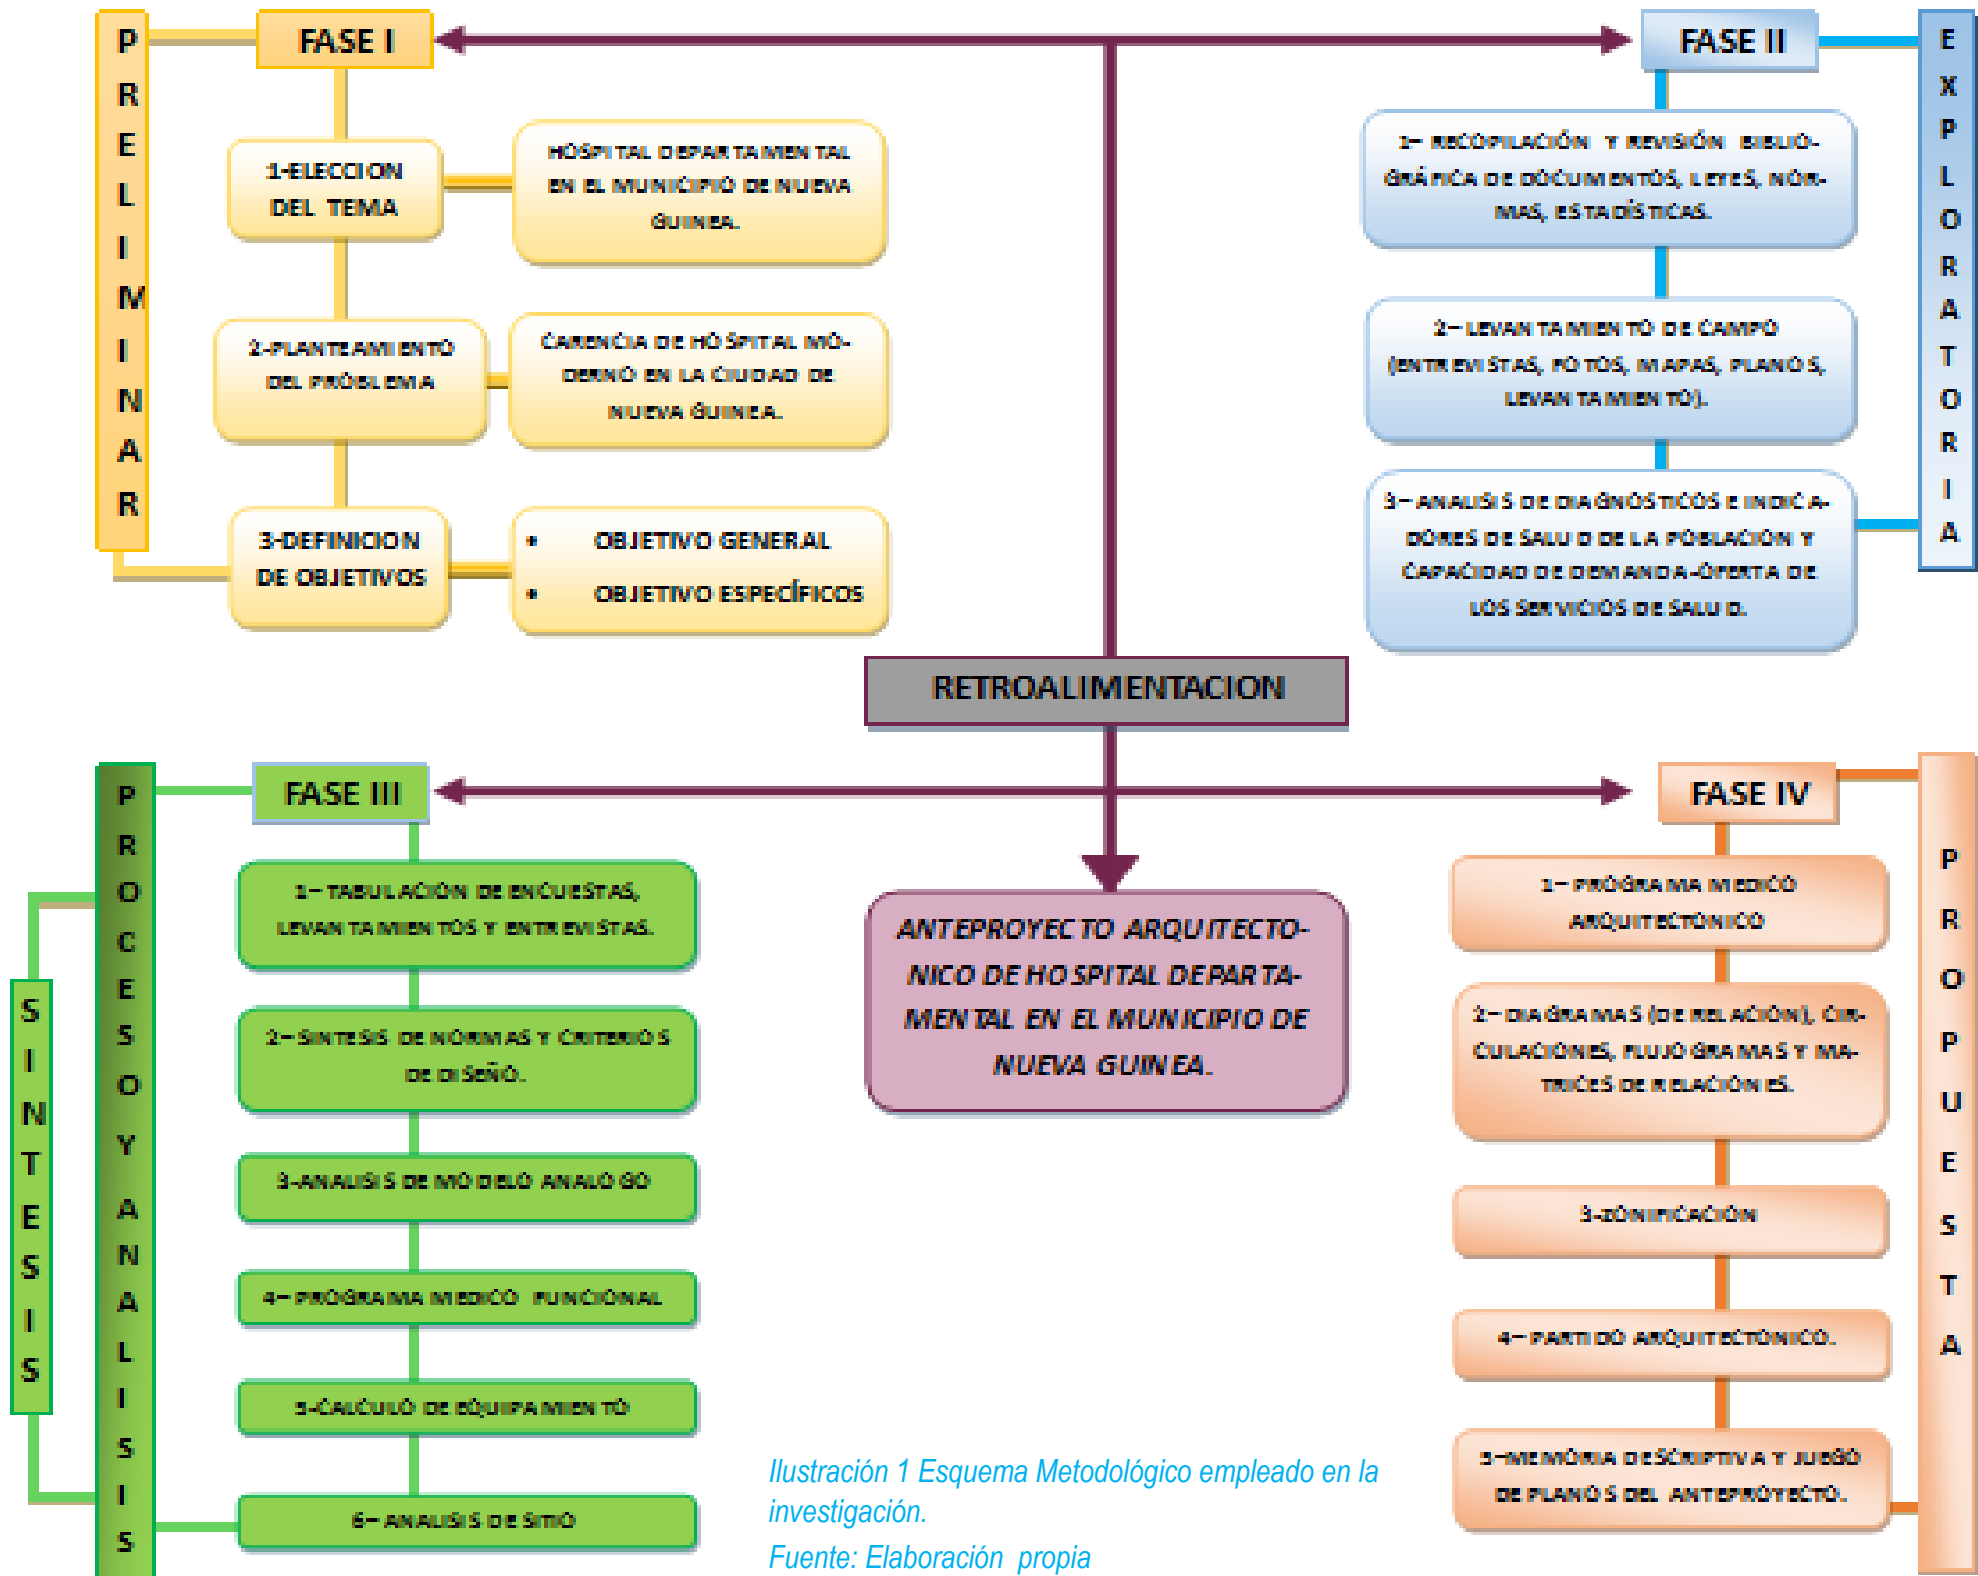 PRELIMINAR
FASE I
1-ELECCION
DEL TEMA
HOSPITAL DEPARTAMENTAL
EN EL MUNICIPIO DE NUEVA
GUINEA.
2-PLANTEAMIENTO
DEL PROBLEMA
CARENCIA DE HOSPITAL MO-
DERNO EN LA CIUDAD DE
NUEVA GUINEA.
3-DEFINICION
DE OBJETIVOS
• OBJETIVO GENERAL
• OBJETIVO ESPECÍFICOS
FASE II
EXPLORATORIA
1– RECOPILACIÓN Y REVISIÓN BIBLIO-
GRÁFICA DE DOCUMENTOS, LEYES, NOR-
MAS, ESTADÍSTICAS.
2– LEVANTAMIENTO DE CAMPO
(ENTREVISTAS, FOTOS, MAPAS, PLANOS,
LEVANTAMIENTO).
3– ANALISIS DE DIAGNOSTICOS E INDICA-
DORES DE SALUD DE LA POBLACIÓN Y
CAPACIDAD DE DEMANDA-OFERTA DE
LOS SERVICIOS DE SALUD.
RETROALIMENTACION
SINTESIS
PROCESO Y ANALISIS
FASE III
1– TABULACIÓN DE ENCUESTAS,
LEVANTAMIENTOS Y ENTREVISTAS.
2– SINTESIS DE NORMAS Y CRITERIOS
DE DISEÑO.
3-ANALISIS DE MODELO ANALOGO
4– PROGRAMA MEDICO FUNCIONAL
5-CALCULO DE EQUIPAMIENTO
6– ANALISIS DE SITIO
ANTEPROYECTO ARQUITECTO-
NICO DE HOSPITAL DEPARTA-
MENTAL EN EL MUNICIPIO DE
NUEVA GUINEA.
FASE IV
PROPUESTA
1– PROGRAMA MEDICO
ARQUITECTÓNICO
2– DIAGRAMAS (DE RELACIÓN), CIR-
CULACIONES, FLUJOGRAMAS Y MA-
TRICES DE RELACIONES.
3-ZONIFICACIÓN
4– PARTIDO ARQUITECTÓNICO.
5–MEMORIA DESCRIPTIVA Y JUEGO
DE PLANOS DEL ANTEPROYECTO.
Ilustración 1 Esquema Metodológico empleado en la
investigación.
Fuente: Elaboración propia